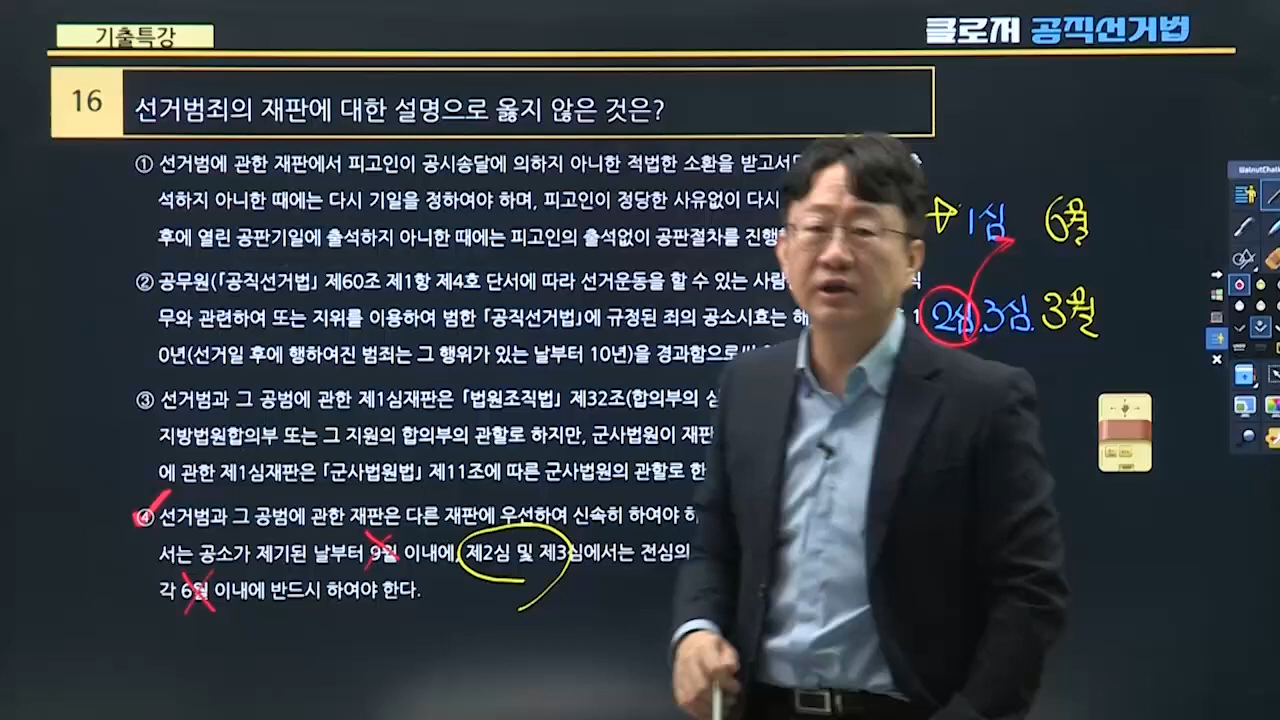 기출특강
클로저 공직선거법
16
선거범죄의 재판에 대한 설명으로 옳지 않은 것은?
① 선거범에 관한 재판에서 피고인이 공시송달에 의하지 아니한 적법한 소환을 받고서
석하지 아니한 때에는 다시 기일을 정하여야 하며, 피고인이 정당한 사유없이 다시
후에 열린 공판기일에 출석하지 아니한 때에는 피고인의 출석없이 공판절차를 진행
② 공무원(「공직선거법」 제60조 제1항 제4호 단서에 따라 선거운동을 할 수 있는 사람
무와 관련하여 또는 지위를 이용하여 범한 「공직선거법」에 규정된 죄의 공소시효는 해 1
0년(선거일 후에 행하여진 범죄는 그 행위가 있는 날부터 10년)을 경과함으로써
③ 선거범과 그 공범에 관한 제1심재판은 「법원조직법」 제32조(합의부의 심
지방법원합의부 또는 그 지원의 합의부의 관할로 하지만, 군사법원이 재판
에 관한 제1심재판은 「군사법원법」 제11조에 따른 군사법원의 관할로 한
④ 선거범과 그 공범에 관한 재판은 다른 재판에 우선하여 신속히 하여야 하
서는 공소가 제기된 날부터 9월 이내에, 제2심 및 제3심에서는 전심의
각 6월 이내에 반드시 하여야 한다.
1심 6월
2심, 3심. 3월
WalnutChalk